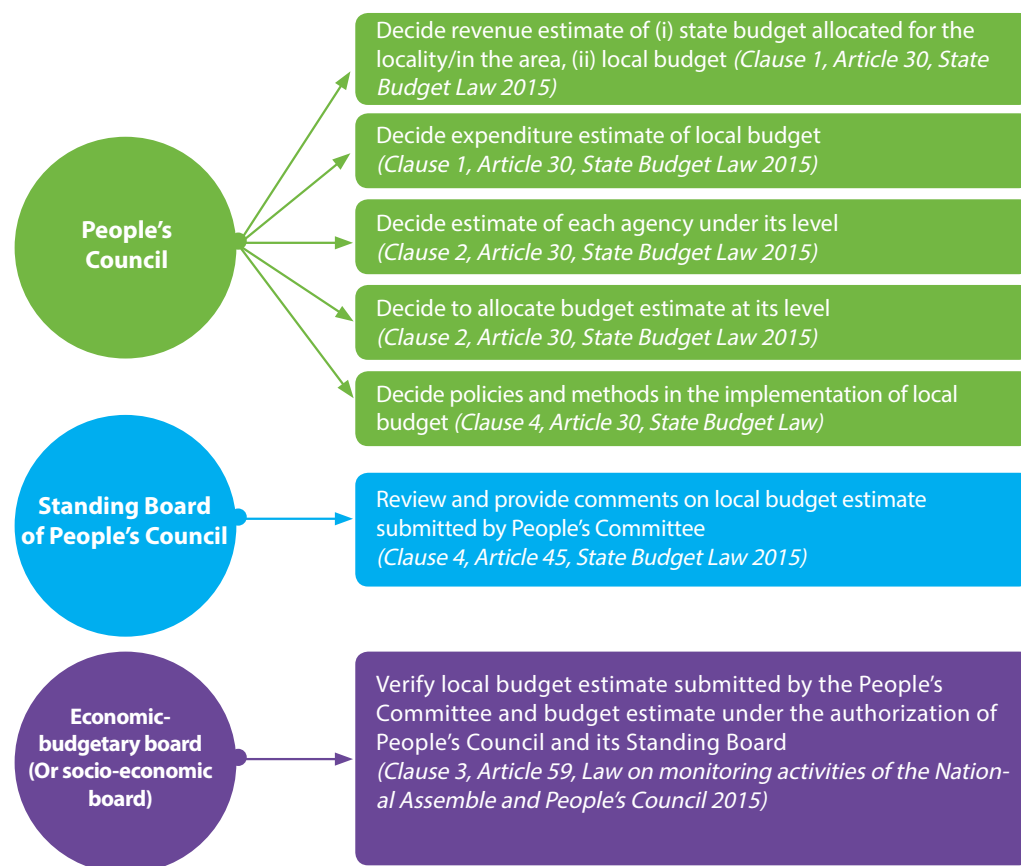 Decide revenue estimate of (i) state budget allocated for the
locality/in the area, (ii) local budget (Clause 1, Article 30, State
Budget Law 2015)
Decide expenditure estimate of local budget
(Clause 1, Article 30, State Budget Law 2015)
People's
Council
Decide estimate of each agency under its level
(Clause 2, Article 30, State Budget Law 2015)
Decide to allocate budget estimate at its level
(Clause 2, Article 30, State Budget Law 2015)
Decide policies and methods in the implementation of local
budget (Clause 4, Article 30, State Budget Law)
Standing Board
of People's Council
Review and provide comments on local budget estimate
submitted by People's Committee
(Clause 4, Article 45, State Budget Law 2015)
Economic-
budgetary board
(Or socio-economic
board)
Verify local budget estimate submitted by the People's
Committee and budget estimate under the authorization of
People's Council and its Standing Board
(Clause 3, Article 59, Law on monitoring activities of the Nation-
al Assemble and People's Council 2015)